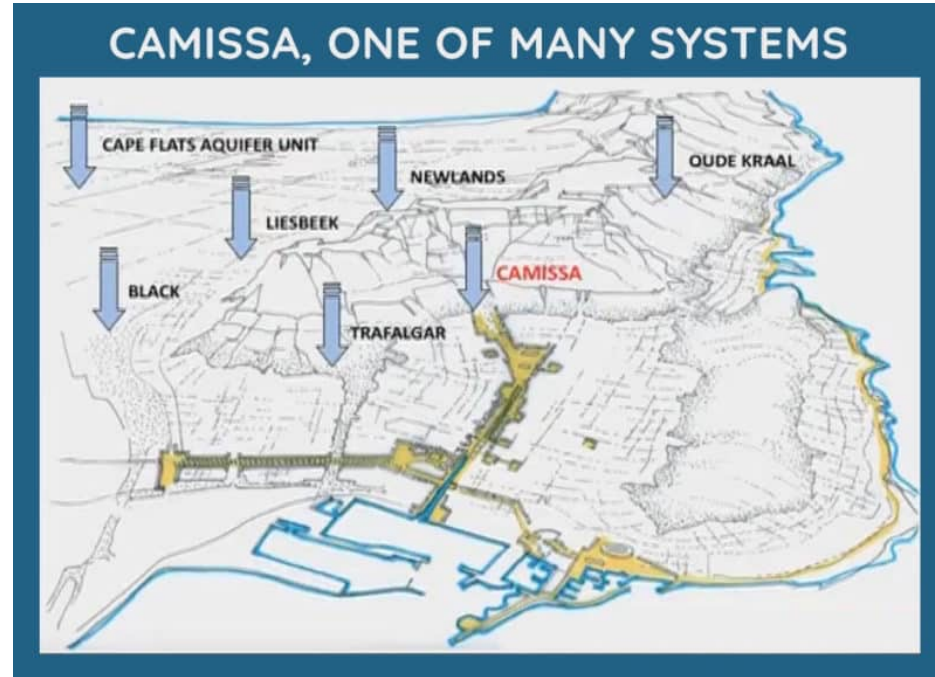 CAMISSA, ONE OF MANY SYSTEMS
CAPE FLATS AQUIFER UNIT
NEWLANDS
OUDE KRAAL
LIESBEEK
CAMISSA
BLACK
TRAFALGAR